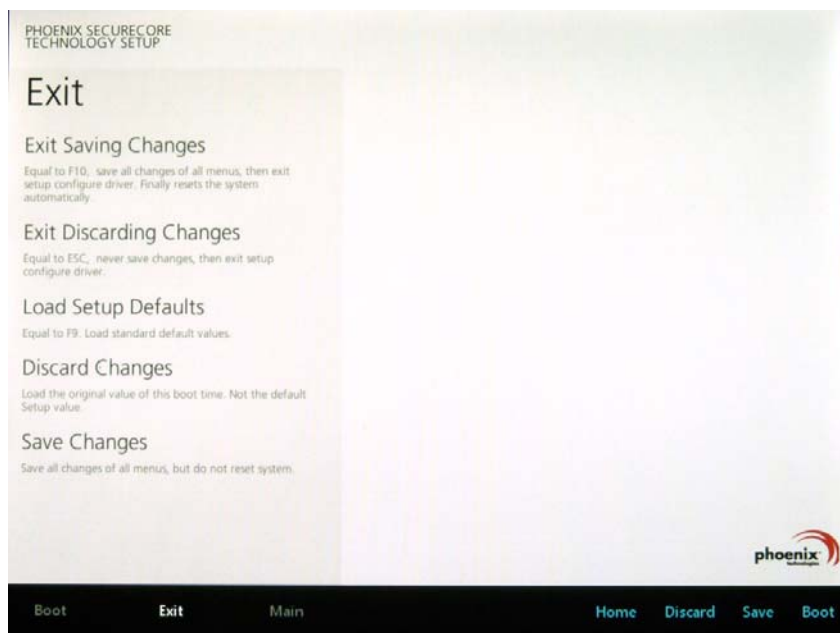 PHOENIX SECURECORE
TECHNOLOGY SETUP
Exit
Exit Saving Changes
Equal to F10, save all changes of all menus, then exit
setup configure driver. Finally resets the system
automatically.
Exit Discarding Changes
Equal to ESC, never save changes, then exit setup
configure driver.
Load Setup Defaults
Equal to F9. Load standard default values.
Discard Changes
Load the original value of this boot time. Not the default
Setup value.
Save Changes
Save all changes of all menus, but do not reset system.
phoenix
technologies
Boot Exit Main Home Discard Save Boot